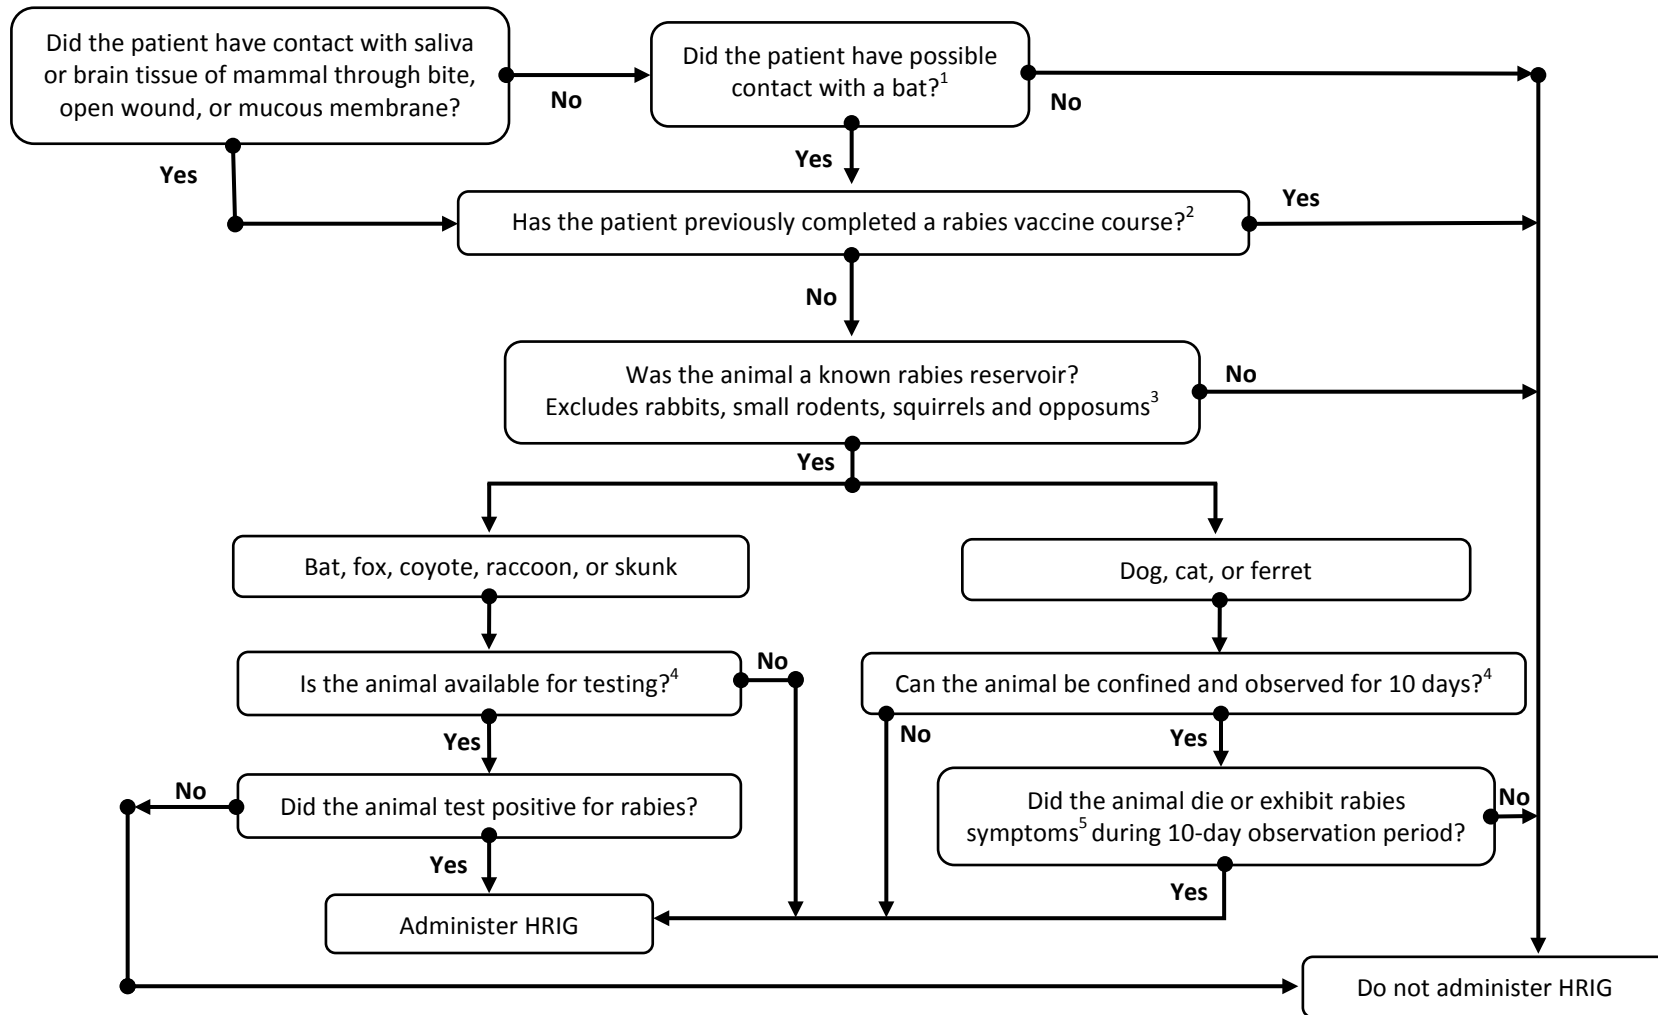 Did the patient have contact with saliva
or brain tissue of mammal through bite,
open wound, or mucous membrane?
No
Did the patient have possible
contact with a bat?1
No
Yes
Yes
Has the patient previously completed a rabies vaccine course?2
Yes
No
Was the animal a known rabies reservoir?
Excludes rabbits, small rodents, squirrels and opposums3
No
Yes
Bat, fox, coyote, raccoon, or skunk
Dog, cat, or ferret
Is the animal available for testing?4
No
Can the animal be confined and observed for 10 days?4
Yes
No
Yes
Did the animal test positive for rabies?
No
Did the animal die or exhibit rabies
symptoms5 during 10-day observation period?
No
Yes
Yes
Administer HRIG
Do not administer HRIG